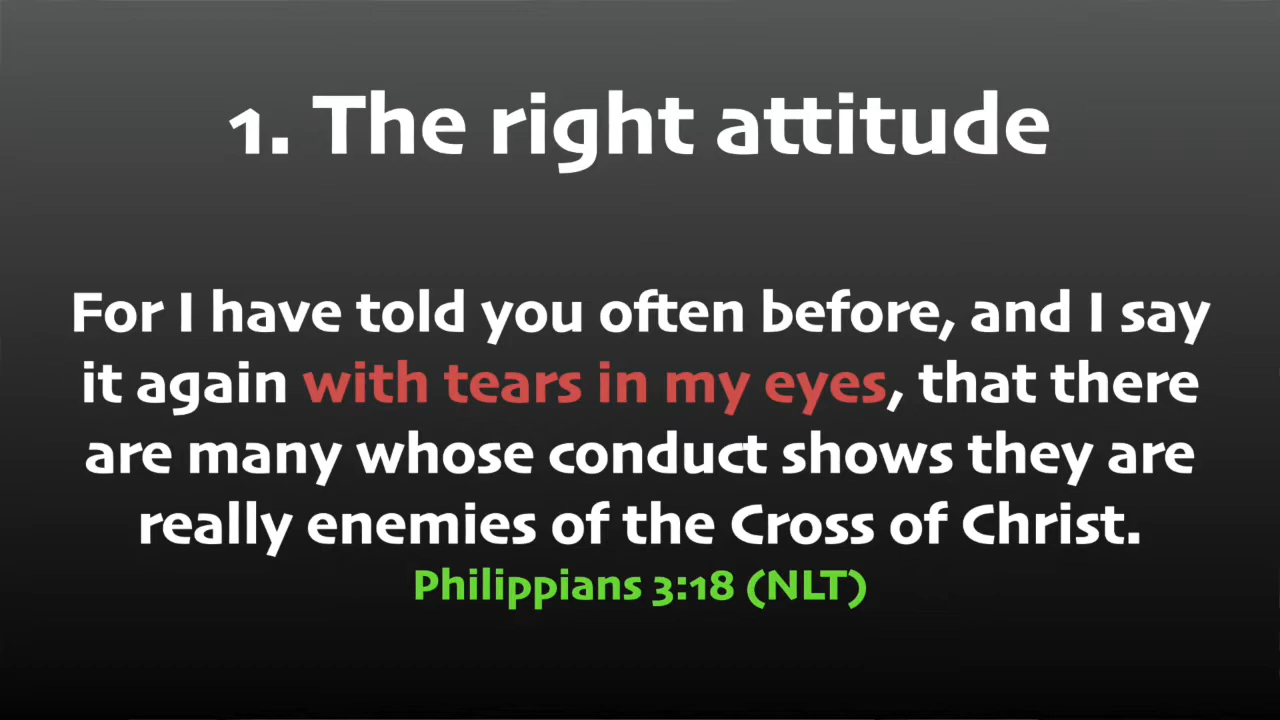 1. The right attitude
For I have told you often before, and I say
it again with tears in my eyes, that there
are many whose conduct shows they are
really enemies of the Cross of Christ.
Philippians 3:18 (NLT)